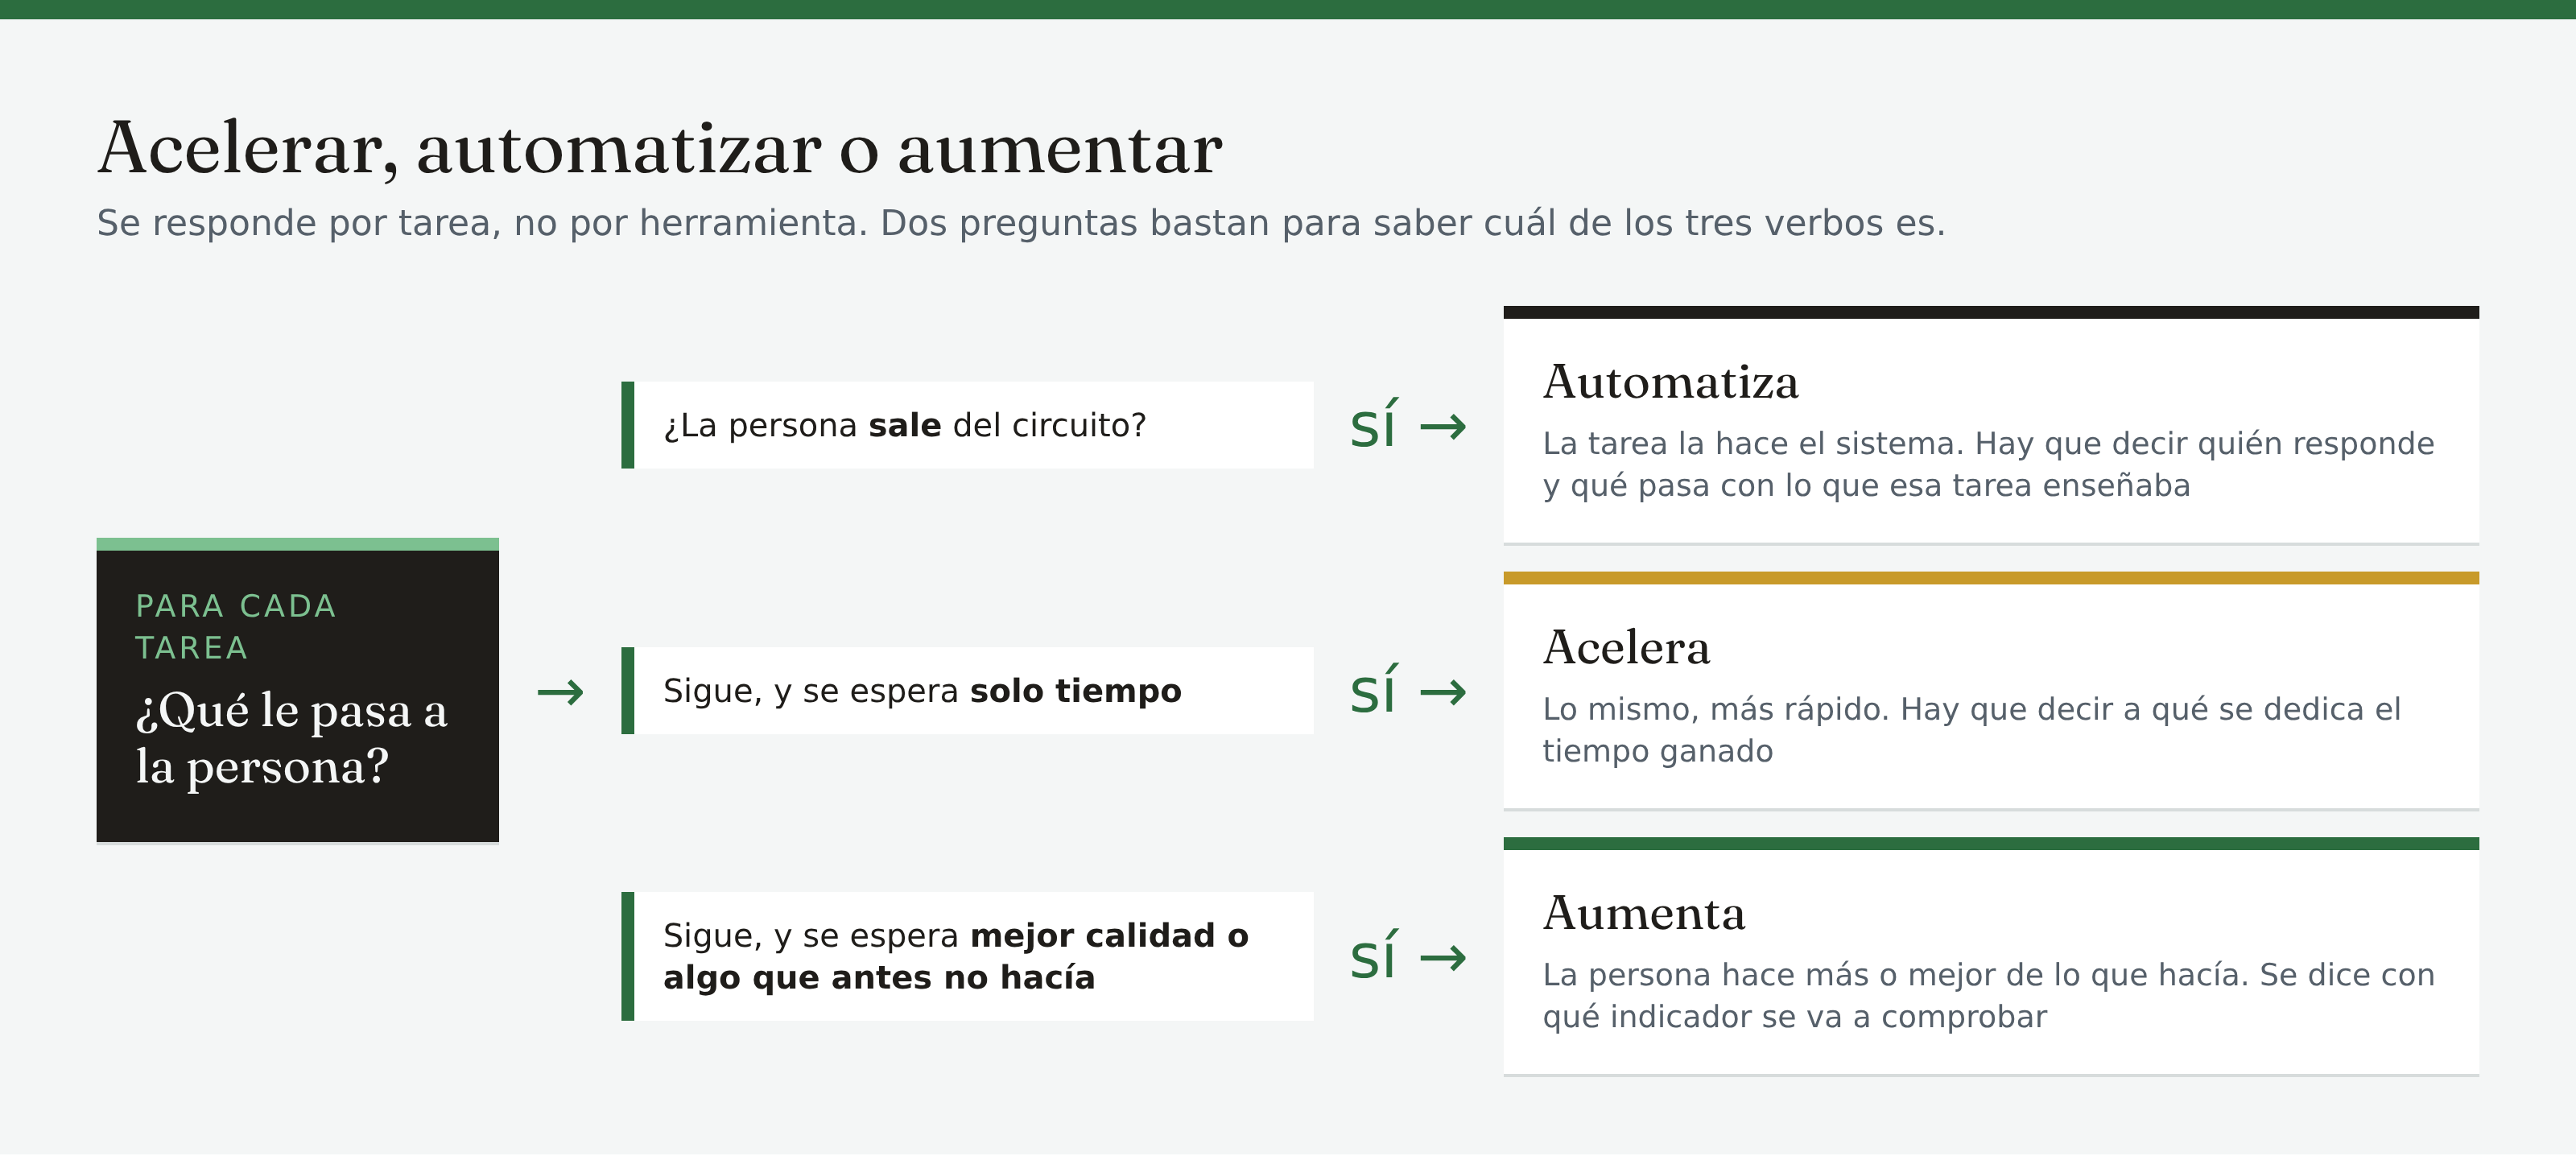 Acelerar, automatizar o aumentar
Se responde por tarea, no por herramienta. Dos preguntas bastan para saber cuál de los tres verbos es.
PARA CADA
TAREA
¿Qué le pasa a
la persona?
→
¿La persona sale del circuito?
sí →
Automatiza
La tarea la hace el sistema. Hay que decir quién responde
y qué pasa con lo que esa tarea enseñaba
Sigue, y se espera solo tiempo
sí →
Acelera
Lo mismo, más rápido. Hay que decir a qué se dedica el
tiempo ganado
Sigue, y se espera mejor calidad o
algo que antes no hacía
sí →
Aumenta
La persona hace más o mejor de lo que hacía. Se dice con
qué indicador se va a comprobar